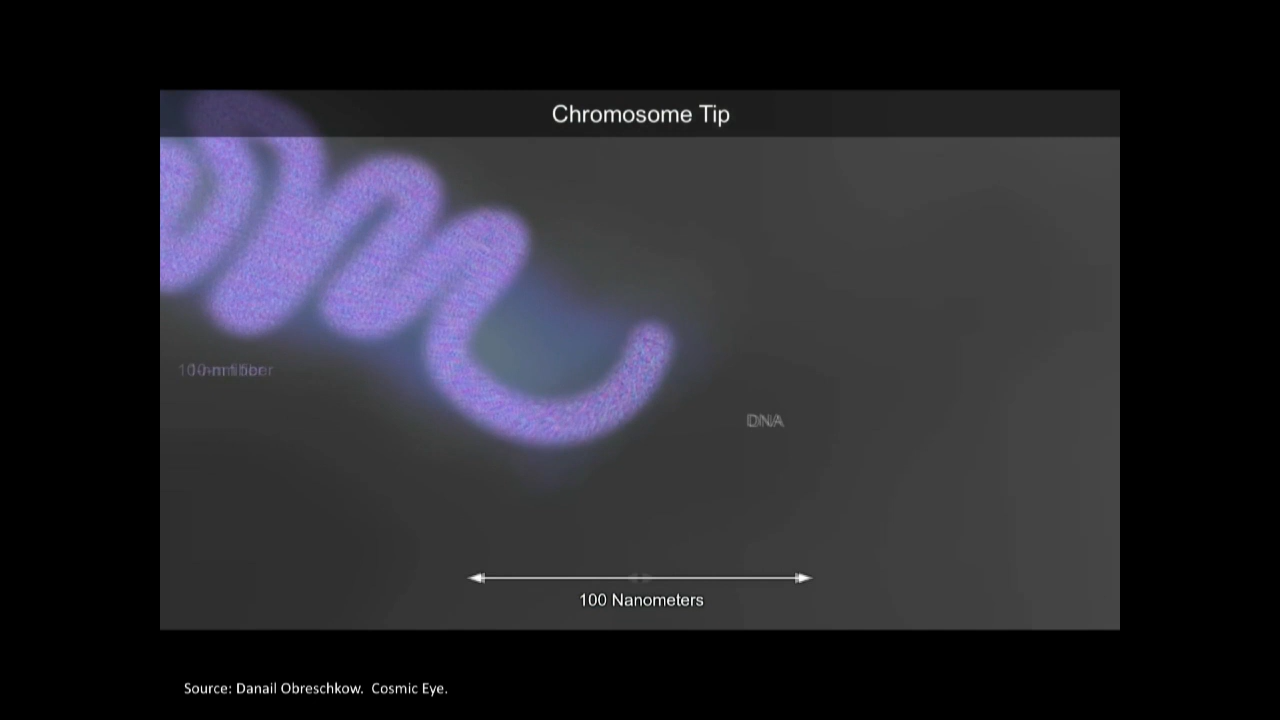 Chromosome Tip
DNA
100 Nanometers
Source: Danail Obreschkow. Cosmic Eye.